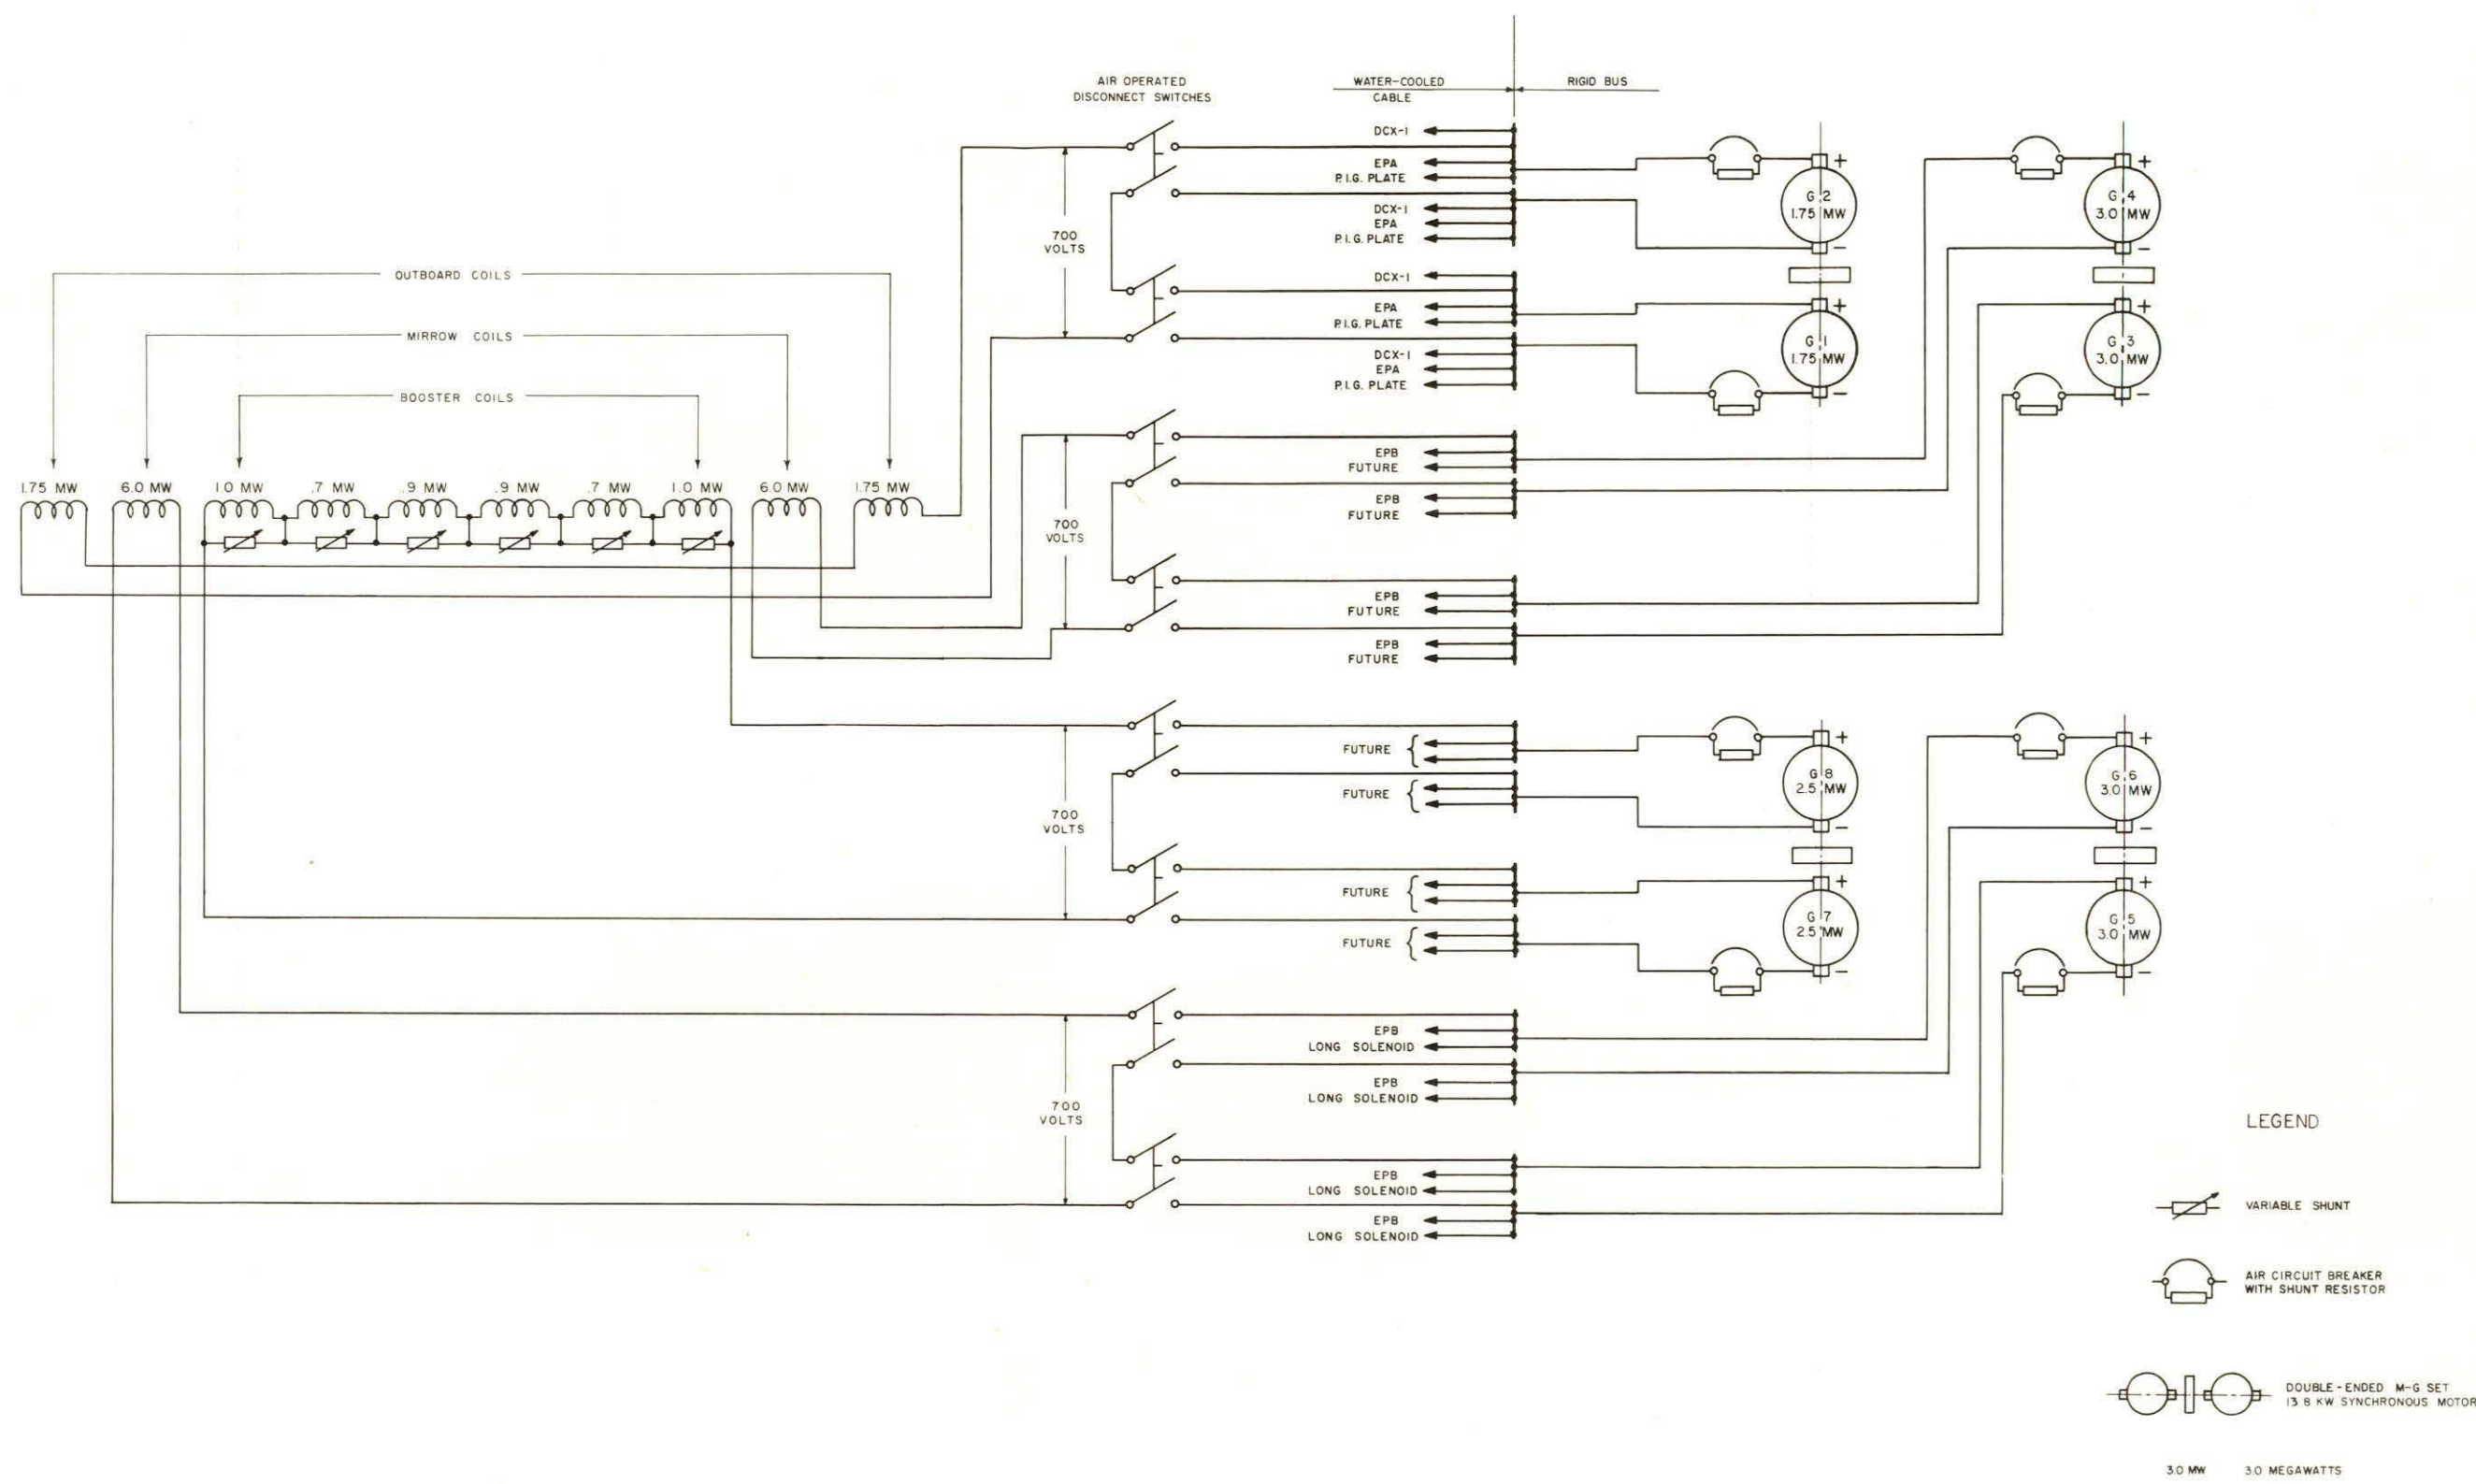 AIR OPERATED
DISCONNECT SWITCHES
WATER-COOLED
CABLE
RIGID BUS
DCX-1
EPA
P.I.G. PLATE
DCX-1
EPA
P.I.G. PLATE
700
VOLTS
DCX-1
EPA
P.I.G. PLATE
DCX-1
EPA
P.I.G. PLATE
+
G 2
1.75 MW
−
+
G 1
1.75 MW
−
+
G 4
3.0 MW
−
+
G 3
3.0 MW
−
OUTBOARD COILS
MIRROW COILS
BOOSTER COILS
1.75 MW
6.0 MW
1.0 MW
.7 MW
.9 MW
.9 MW
.7 MW
1.0 MW
6.0 MW
1.75 MW
700
VOLTS
EPB
FUTURE
EPB
FUTURE
EPB
FUTURE
EPB
FUTURE
700
VOLTS
FUTURE {
FUTURE {
FUTURE {
FUTURE {
+
G 8
2.5 MW
−
+
G 7
2.5 MW
−
+
G 6
3.0 MW
−
+
G 5
3.0 MW
−
700
VOLTS
EPB
LONG SOLENOID
EPB
LONG SOLENOID
EPB
LONG SOLENOID
EPB
LONG SOLENOID
LEGEND
VARIABLE SHUNT
AIR CIRCUIT BREAKER
WITH SHUNT RESISTOR
DOUBLE-ENDED M-G SET
13 8 KW SYNCHRONOUS MOTOR
3.0 MW 3.0 MEGAWATTS